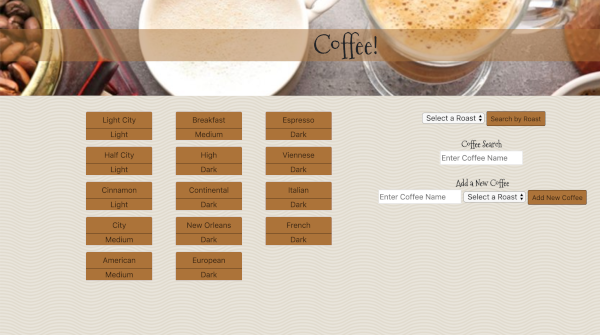 Coffee!
Light City
Light
Breakfast
Medium
Espresso
Dark
Half City
Light
High
Dark
Viennese
Dark
Cinnamon
Light
Continental
Dark
Italian
Dark
City
Medium
New Orleans
Dark
French
Dark
American
Medium
European
Dark
Select a Roast Search by Roast
Coffee Search
Enter Coffee Name
Add a New Coffee
Enter Coffee Name Select a Roast Add New Coffee